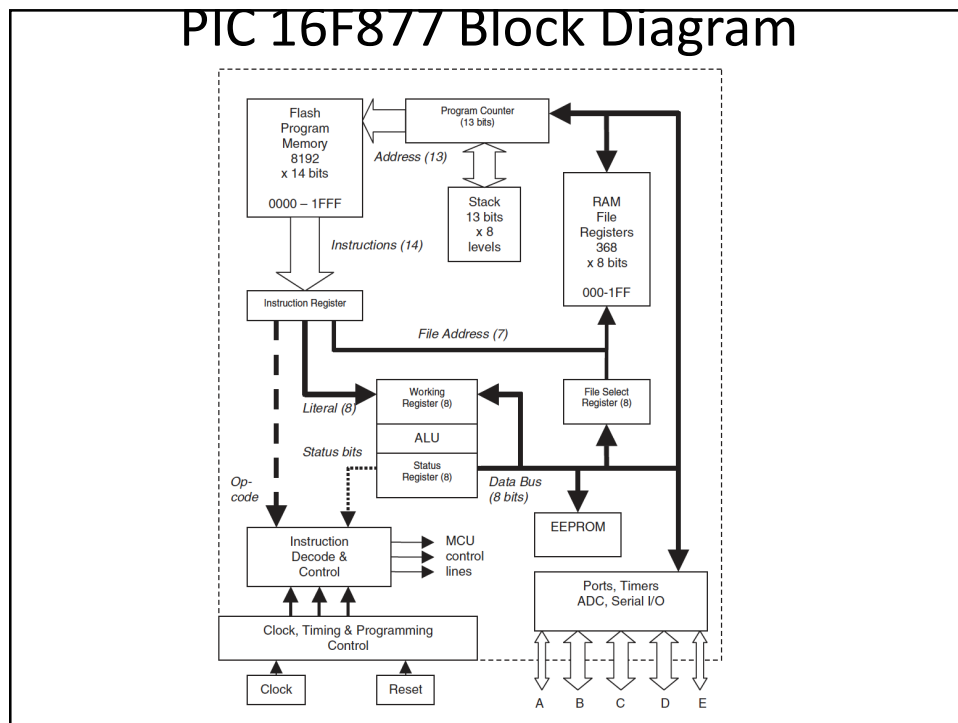 PIC 16F877 Block Diagram
Flash
Program
Memory
8192
x 14 bits
0000 – 1FFF
Program Counter
(13 bits)
Address (13)
Stack
13 bits
x 8
levels
RAM
File
Registers
368
x 8 bits
000-1FF
Instructions (14)
Instruction Register
File Address (7)
Literal (8)
Working
Register (8)
ALU
Status
Register (8)
File Select
Register (8)
Status bits
Op-
code
Data Bus
(8 bits)
EEPROM
Instruction
Decode &
Control
MCU
control
lines
Ports, Timers
ADC, Serial I/O
Clock, Timing & Programming
Control
Clock
Reset
A B C D E